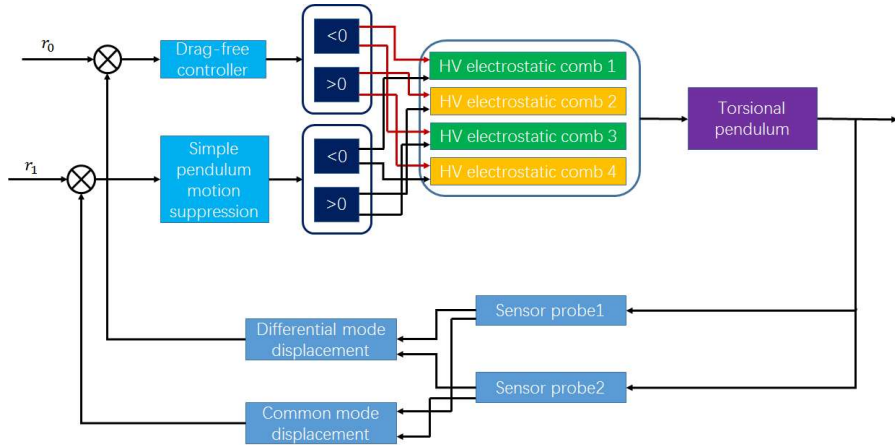 r₀
Drag-free
controller
<0
>0
HV electrostatic comb 1
HV electrostatic comb 2
HV electrostatic comb 3
HV electrostatic comb 4
Torsional
pendulum
r₁
Simple
pendulum
motion
suppression
<0
>0
Sensor probe1
Differential mode
displacement
Sensor probe2
Common mode
displacement